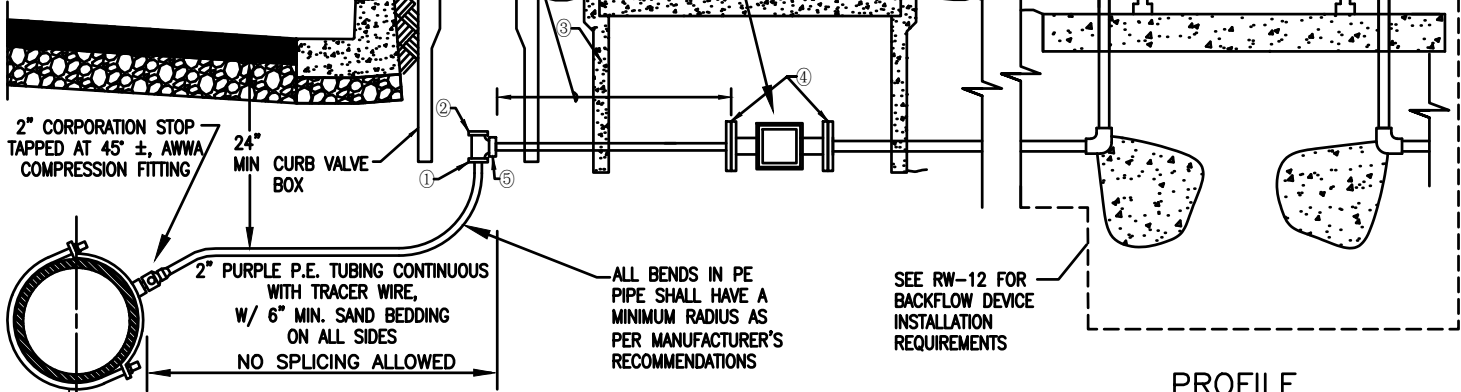 ③
④
2" CORPORATION STOP
TAPPED AT 45° ±, AWWA
COMPRESSION FITTING
24"
MIN
CURB VALVE
BOX
②
①
⑤
2" PURPLE P.E. TUBING CONTINUOUS
WITH TRACER WIRE,
W/ 6" MIN. SAND BEDDING
ON ALL SIDES
NO SPLICING ALLOWED
ALL BENDS IN PE
PIPE SHALL HAVE A
MINIMUM RADIUS AS
PER MANUFACTURER'S
RECOMMENDATIONS
SEE RW-12 FOR
BACKFLOW DEVICE
INSTALLATION
REQUIREMENTS
PROFILE